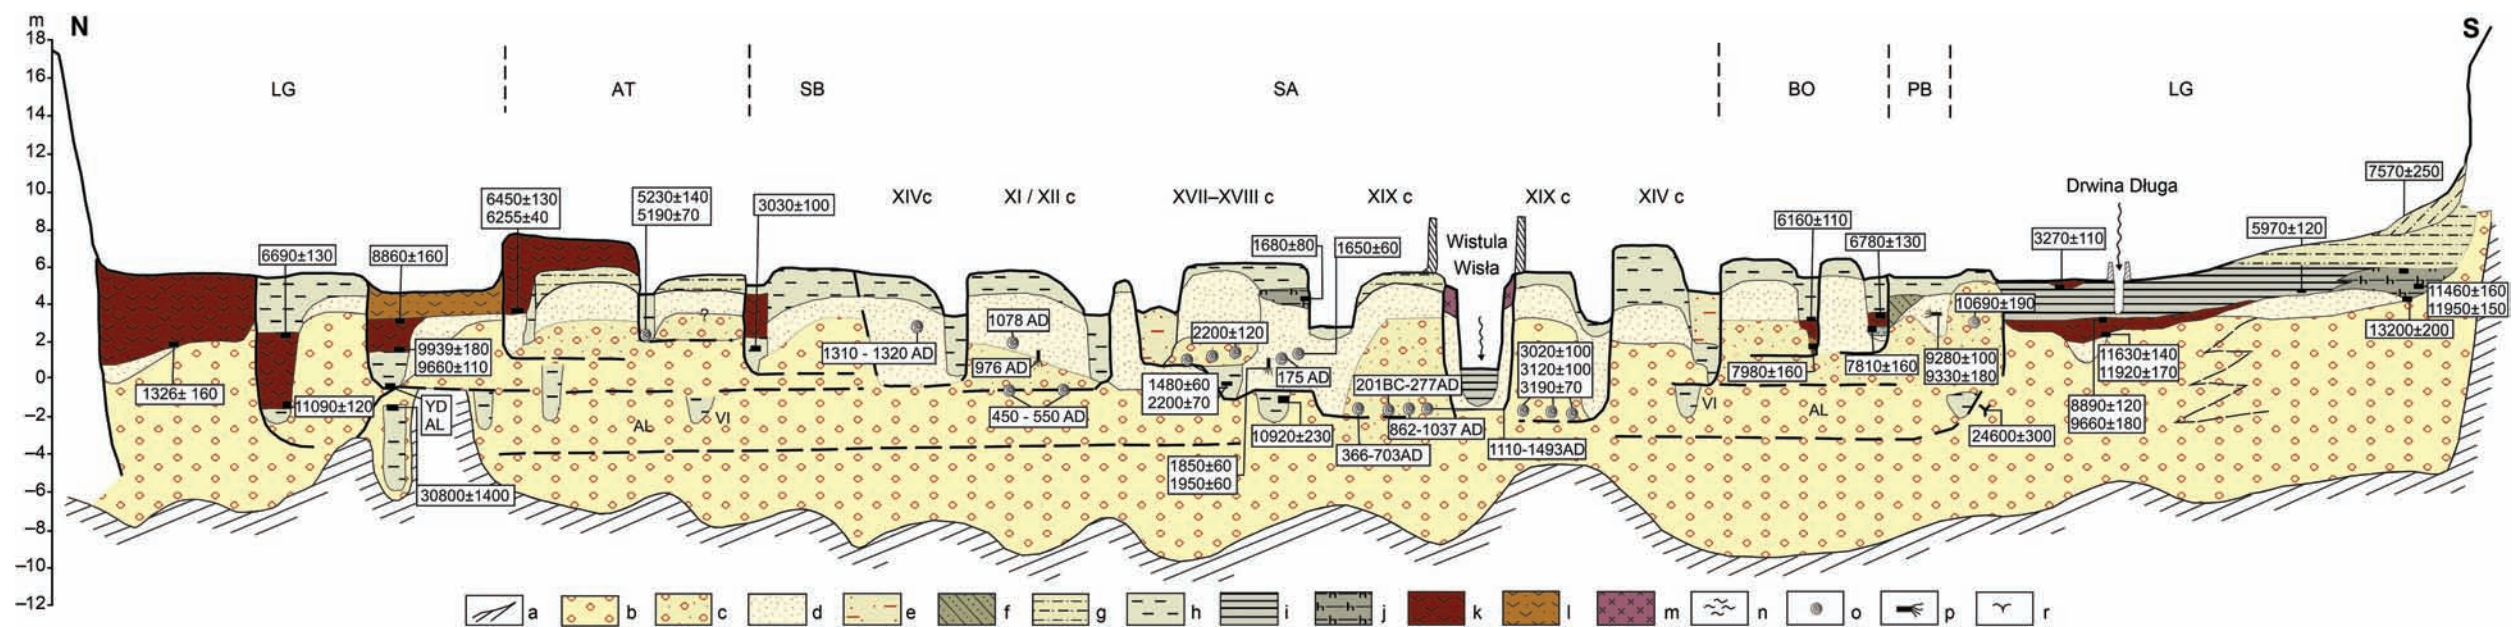 m
N
S
18
16
14
12
10
8
6
4
2
0
–2
–4
–6
–8
–10
–12
LG
AT
SB
SA
BO
PB
LG
XIVc
XI / XII c
XVII–XVIII c
XIX c
XIX c
XIV c
Wistula
Wisła
Drwina Długa
6690±130
8860±160
6450±130
6255±40
5230±140
5190±70
3030±100
1680±80
1650±60
6160±110
6780±130
3270±110
5970±120
7570±250
1326± 160
11090±120
9939±180
9660±110
YD
AL
30800±1400
AL
VI
?
1310 - 1320 AD
1078 AD
976 AD
450 - 550 AD
2200±120
1480±60
2200±70
175 AD
10920±230
1850±60
1950±60
201BC-277AD
862-1037 AD
366-703AD
3020±100
3120±100
3190±70
1110-1493AD
VI
AL
7980±160
7810±160
9280±100
9330±180
10690±190
24600±300
11630±140
11920±170
8890±120
9660±180
11460±160
11950±150
13200±200
a
b
c
d
e
f
g
h
i
j
k
l
m
n
o
p
r